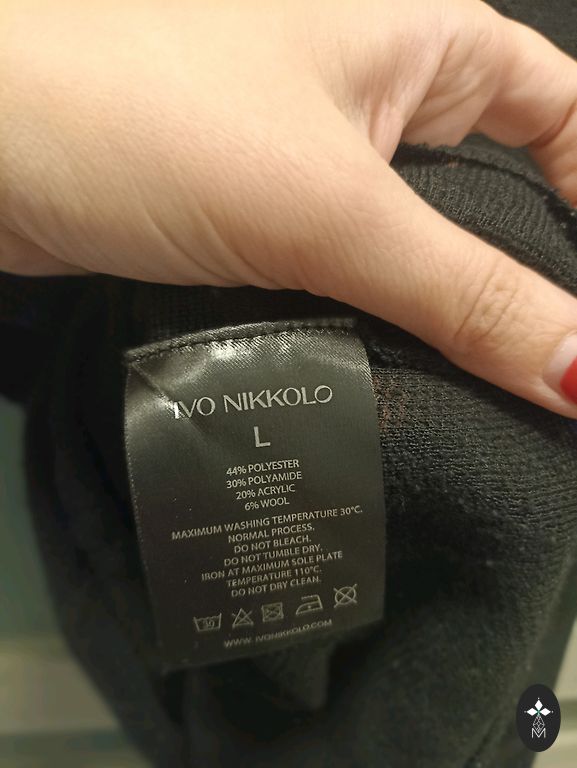 IVO NIKKOLO
L
44% POLYESTER
30% POLYAMIDE
20% ACRYLIC
6% WOOL
MAXIMUM WASHING TEMPERATURE 30°C.
NORMAL PROCESS.
DO NOT BLEACH.
DO NOT TUMBLE DRY.
IRON AT MAXIMUM SOLE PLATE
TEMPERATURE 110°C.
DO NOT DRY CLEAN.
30
WWW.IVONIKKOLO.COM
M